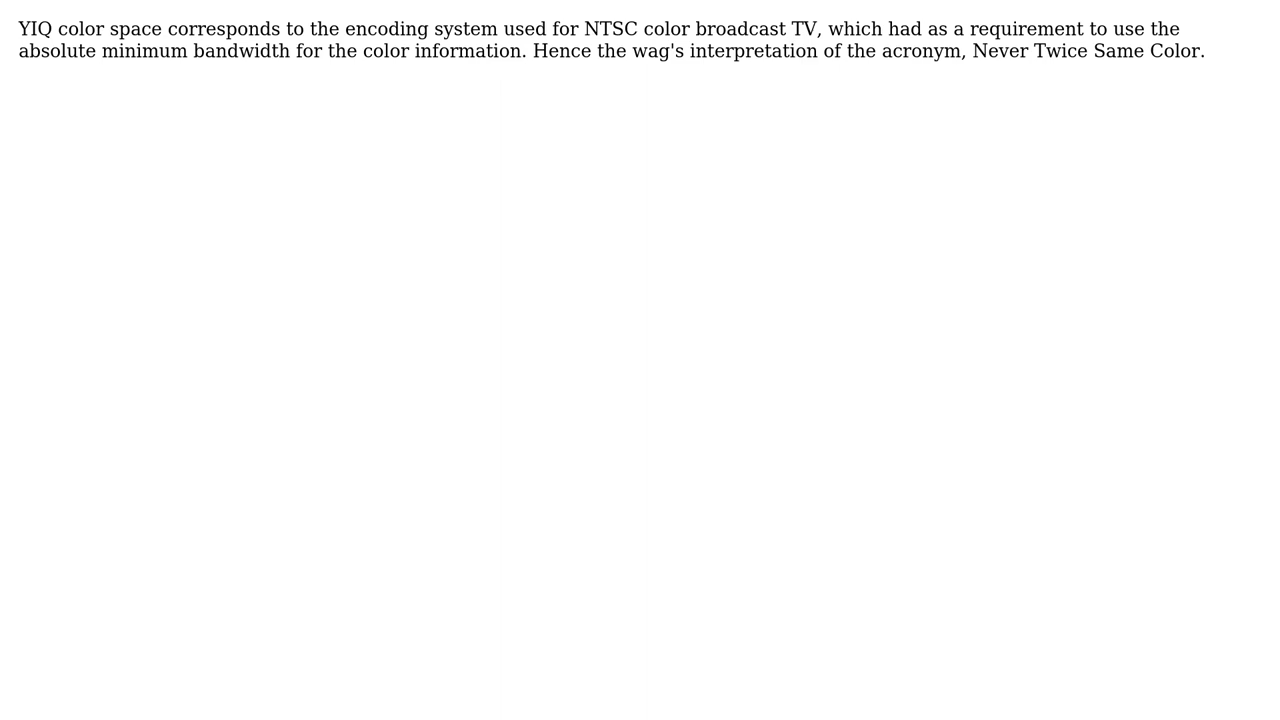 YIQ color space corresponds to the encoding system used for NTSC color broadcast TV, which had as a requirement to use the
absolute minimum bandwidth for the color information. Hence the wag's interpretation of the acronym, Never Twice Same Color.